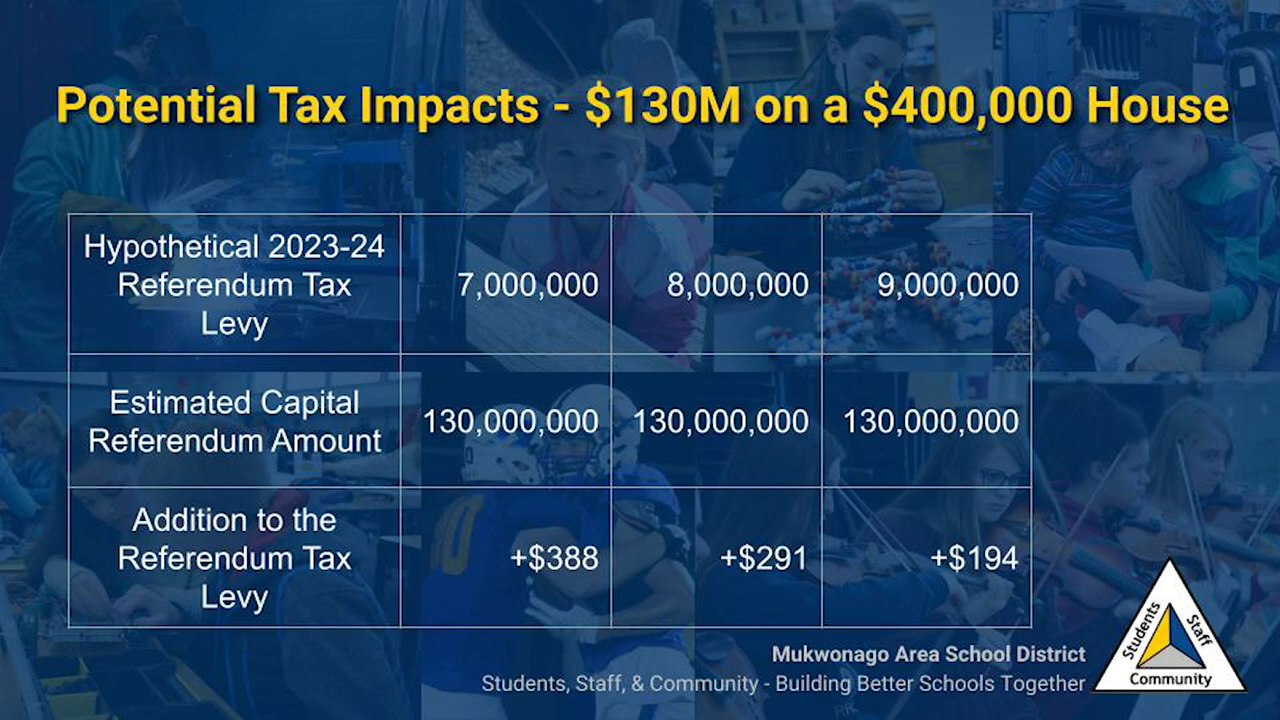 Potential Tax Impacts - $130M on a $400,000 House
Hypothetical 2023-24
Referendum Tax
Levy
7,000,000
8,000,000
9,000,000
Estimated Capital
Referendum Amount
130,000,000
130,000,000
130,000,000
Addition to the
Referendum Tax
Levy
+$388
+$291
+$194
Mukwonago Area School District
Students, Staff, & Community - Building Better Schools Together
Students
Staff
Community